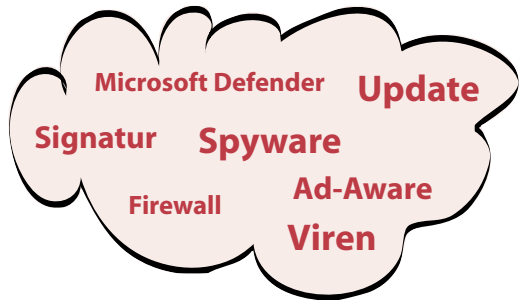 Microsoft Defender
Update
Signatur
Spyware
Ad-Aware
Firewall
Viren